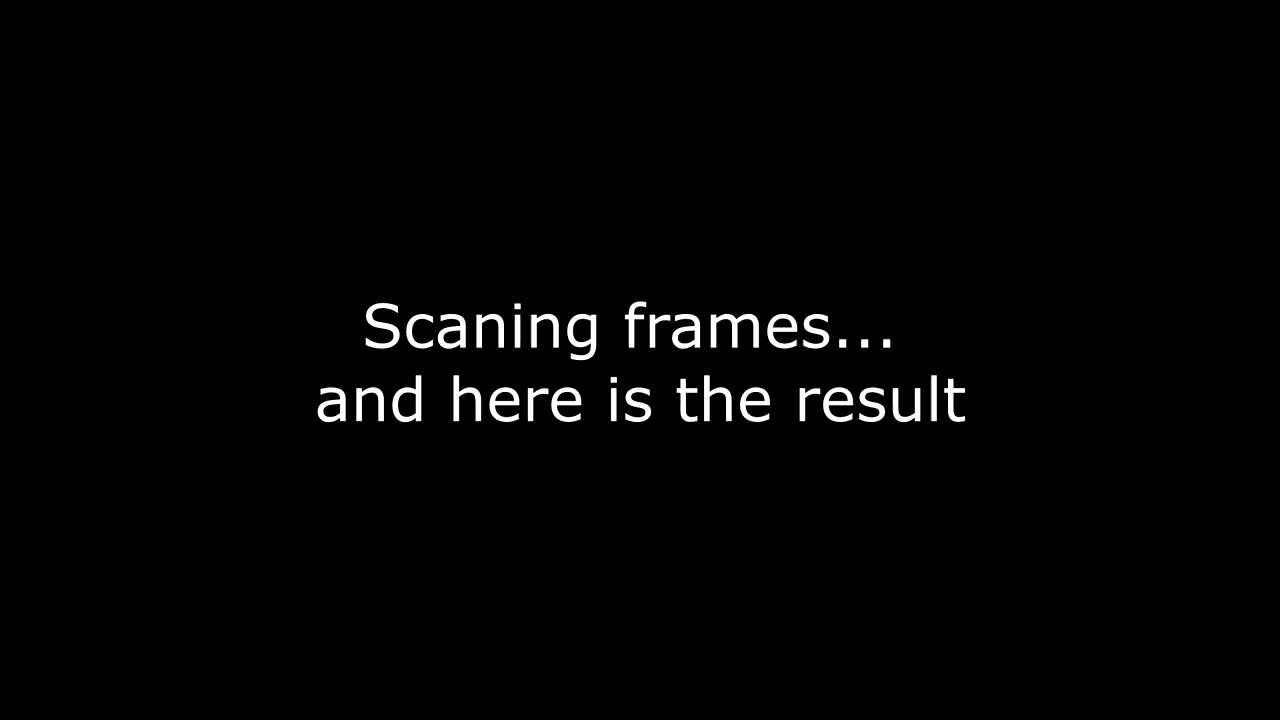 Scaning frames...
and here is the result